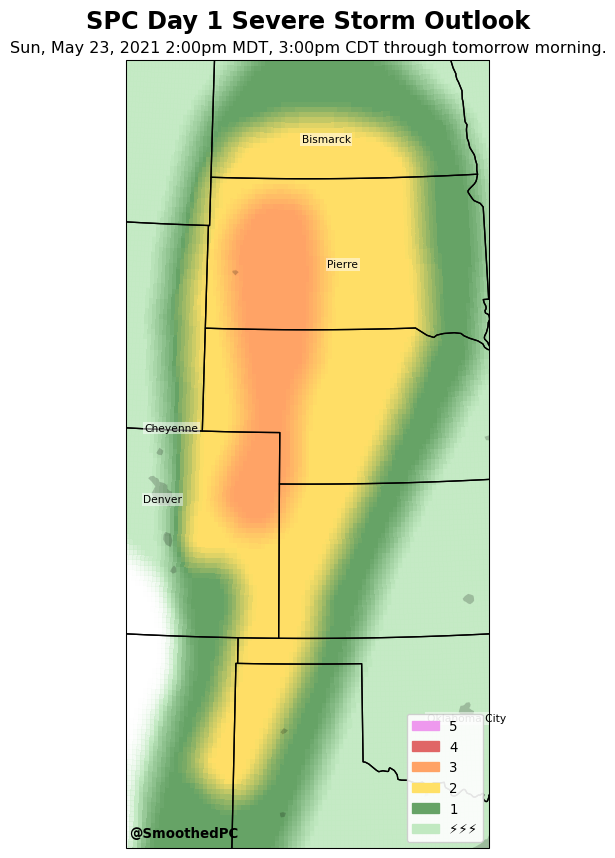 SPC Day 1 Severe Storm Outlook
Sun, May 23, 2021 2:00pm MDT, 3:00pm CDT through tomorrow morning.
Bismarck
Pierre
Cheyenne
Denver
Oklahoma City
5
4
3
2
1
⚡⚡⚡
@SmoothedPC